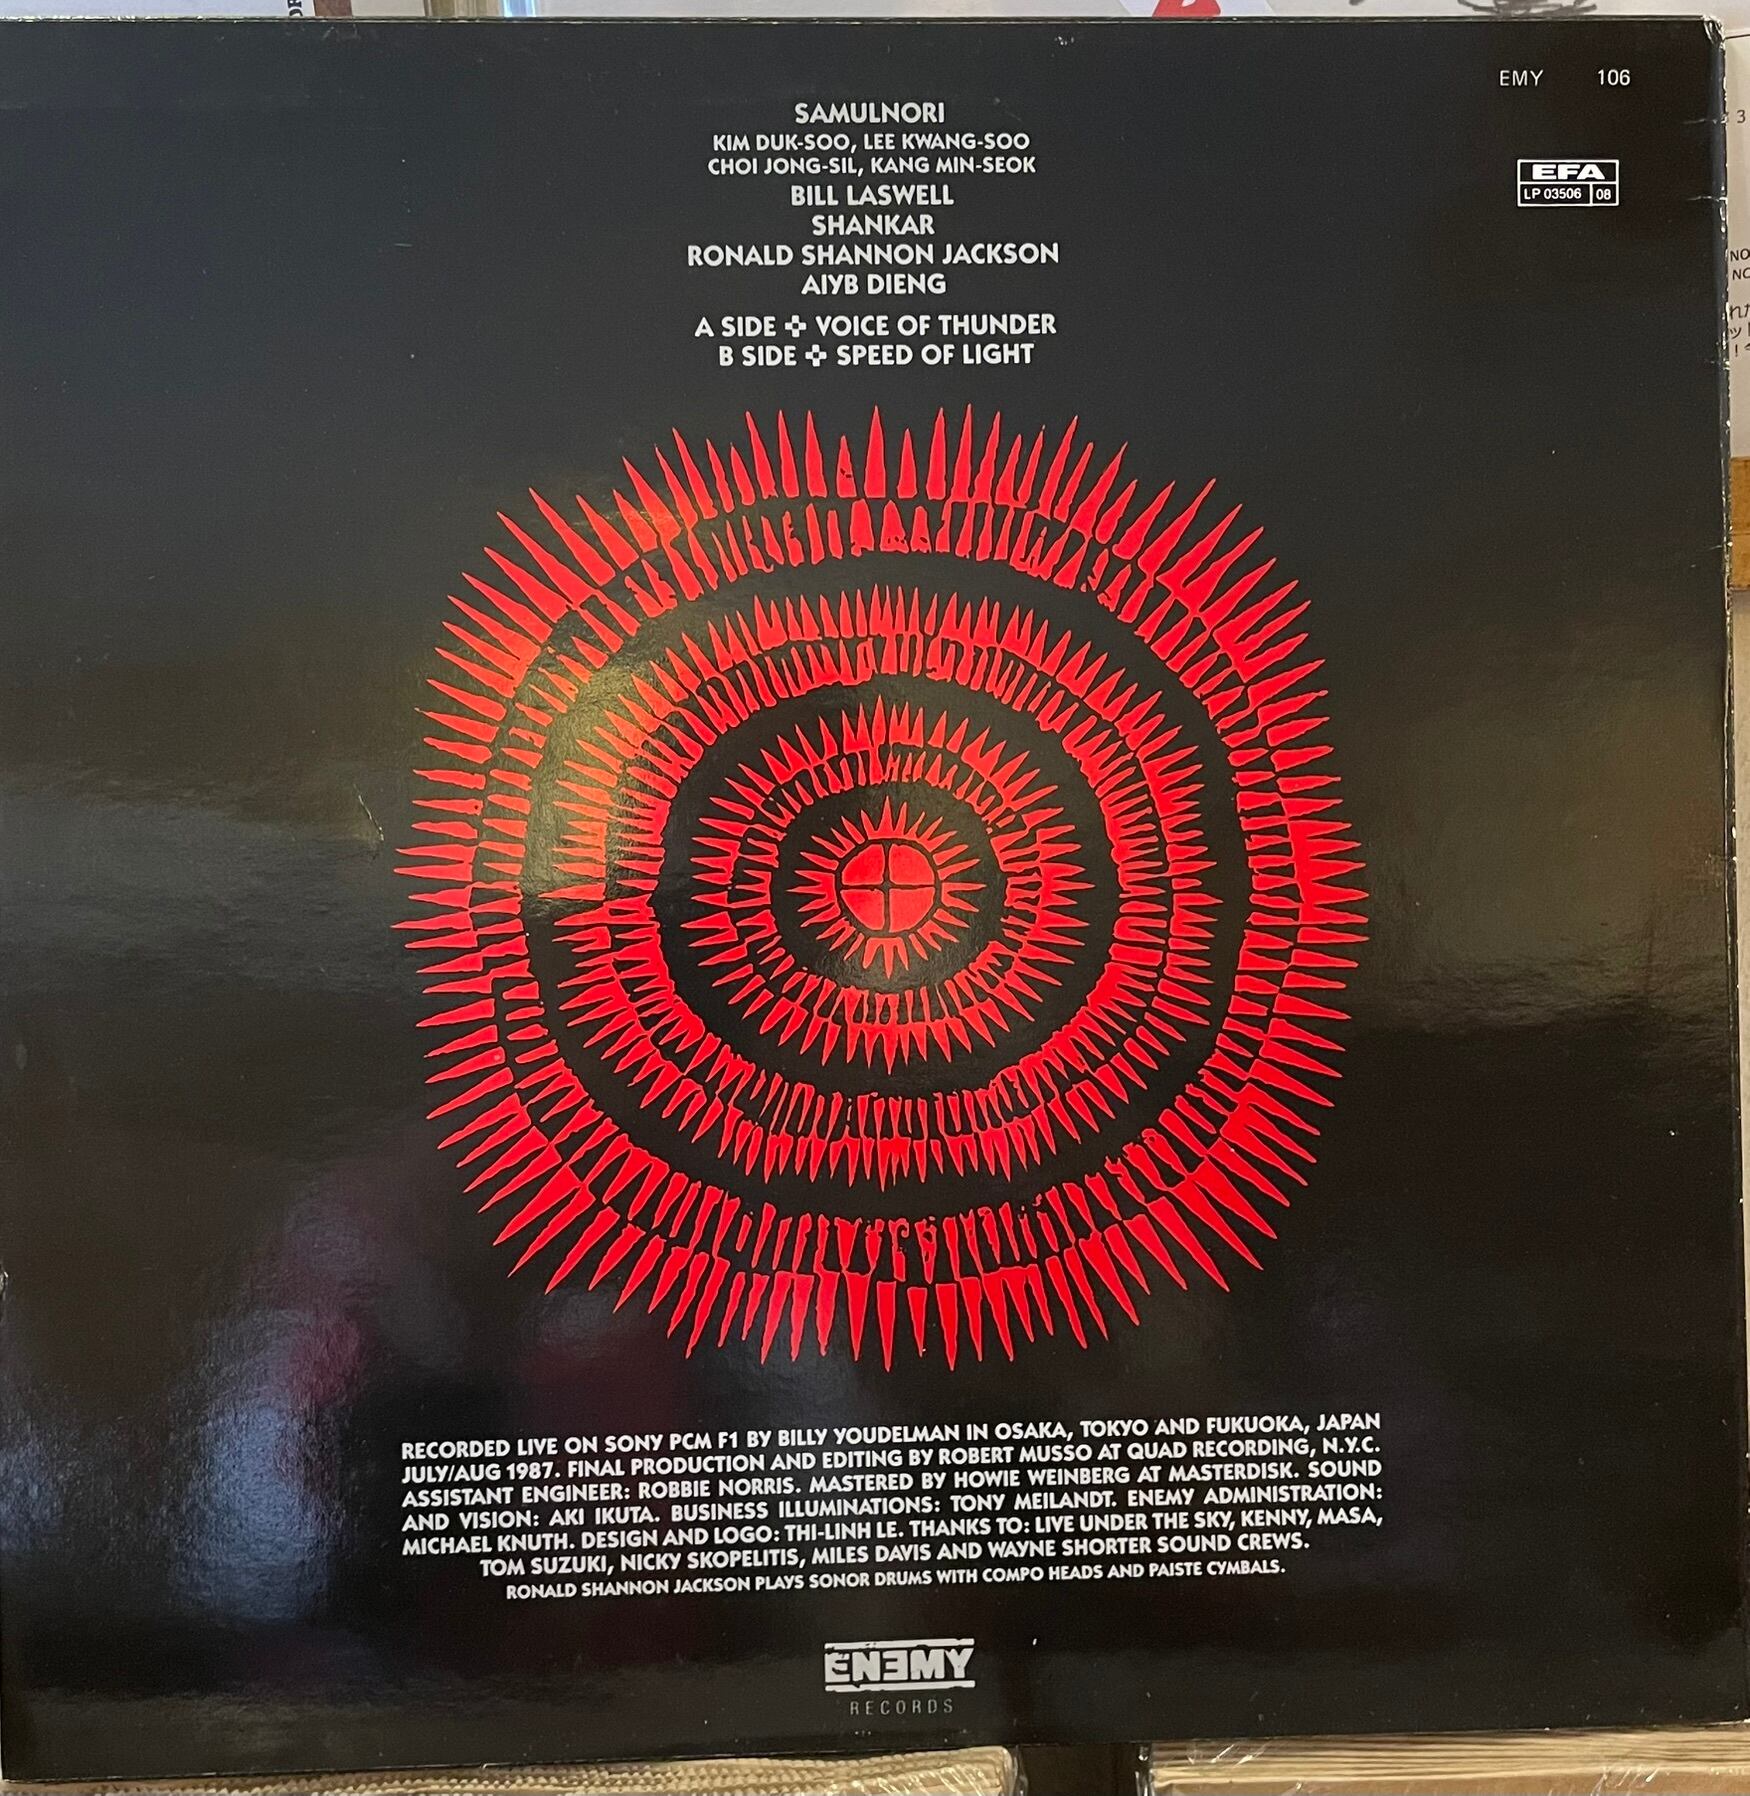 EMY 106
SAMULNORI
KIM DUK-SOO, LEE KWANG-SOO
CHOI JONG-SIL, KANG MIN-SEOK
BILL LASWELL
SHANKAR
RONALD SHANNON JACKSON
AIYB DIENG
EFA
LP 03506 08
A SIDE ✣ VOICE OF THUNDER
B SIDE ✣ SPEED OF LIGHT
RECORDED LIVE ON SONY PCM F1 BY BILLY YOUDELMAN IN OSAKA, TOKYO AND FUKUOKA, JAPAN
JULY/AUG 1987. FINAL PRODUCTION AND EDITING BY ROBERT MUSSO AT QUAD RECORDING, N.Y.C.
ASSISTANT ENGINEER: ROBBIE NORRIS. MASTERED BY HOWIE WEINBERG AT MASTERDISK. SOUND
AND VISION: AKI IKUTA. BUSINESS ILLUMINATIONS: TONY MEILANDT. ENEMY ADMINISTRATION:
MICHAEL KNUTH. DESIGN AND LOGO: THI-LINH LE. THANKS TO: LIVE UNDER THE SKY, KENNY, MASA,
TOM SUZUKI, NICKY SKOPELITIS, MILES DAVIS AND WAYNE SHORTER SOUND CREWS.
RONALD SHANNON JACKSON PLAYS SONOR DRUMS WITH COMPO HEADS AND PAISTE CYMBALS.
ENEMY
RECORDS